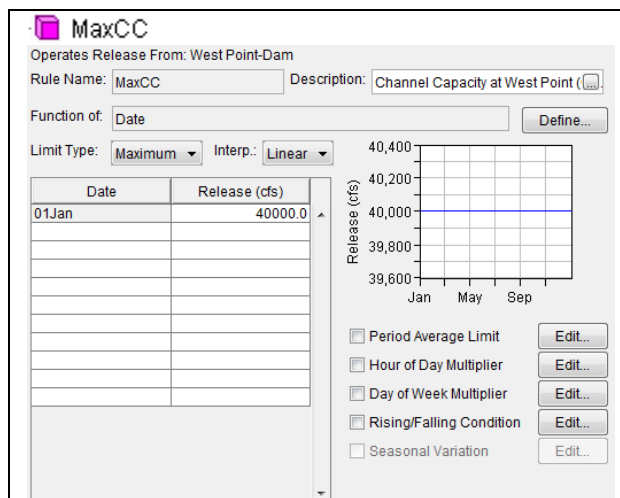 MaxCC
Operates Release From: West Point-Dam
Rule Name: MaxCC Description: Channel Capacity at West Point (...
Function of: Date Define...
Limit Type: Maximum Interp.: Linear
Date Release (cfs)
01Jan 40000.0
Release (cfs)
40,400
40,200
40,000
39,800
39,600
Jan May Sep
Period Average Limit Edit...
Hour of Day Multiplier Edit...
Day of Week Multiplier Edit...
Rising/Falling Condition Edit...
Seasonal Variation Edit...